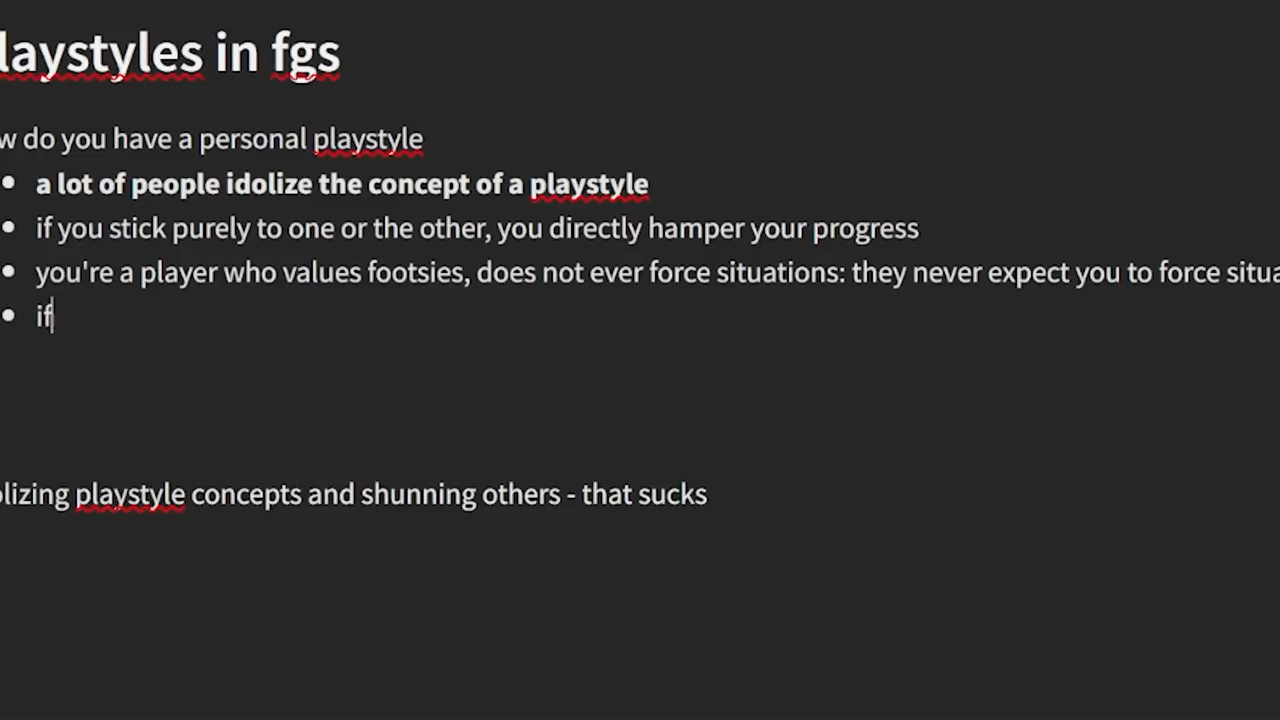 laystyles in fgs
w do you have a personal playstyle
a lot of people idolize the concept of a playstyle
if you stick purely to one or the other, you directly hamper your progress
you're a player who values footsies, does not ever force situations: they never expect you to force situa
if
lizing playstyle concepts and shunning others - that sucks